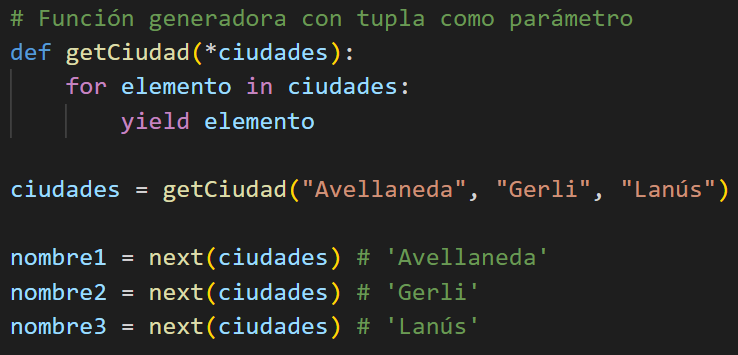 # Función generadora con tupla como parámetro
def getCiudad(*ciudades):
    for elemento in ciudades:
        yield elemento
ciudades = getCiudad("Avellaneda", "Gerli", "Lanús")
nombre1 = next(ciudades) # 'Avellaneda'
nombre2 = next(ciudades) # 'Gerli'
nombre3 = next(ciudades) # 'Lanús'